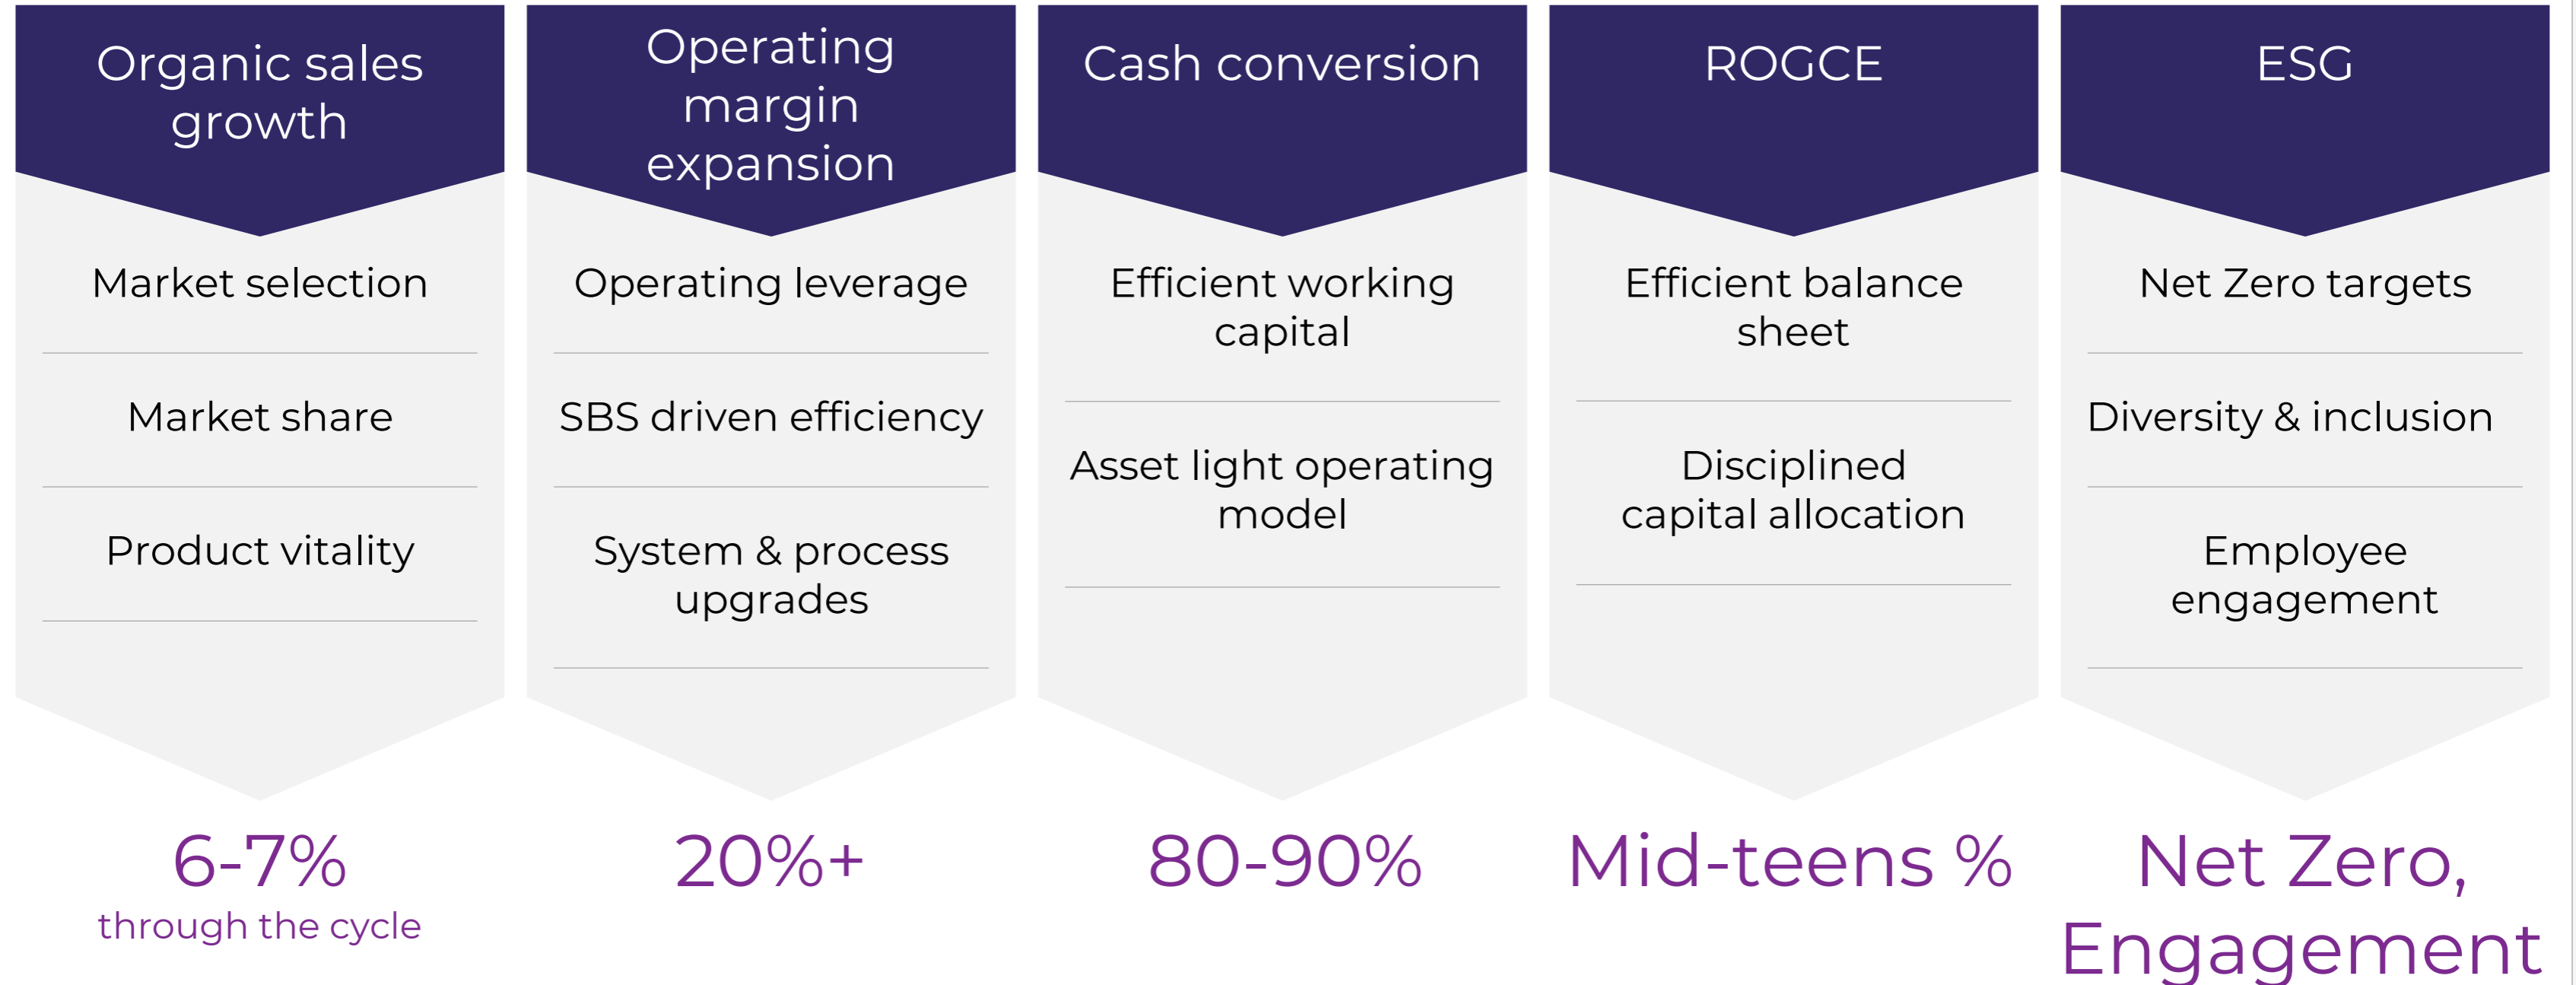 Organic sales
growth
Market selection
Market share
Product vitality
6-7%
through the cycle
Operating
margin
expansion
Operating leverage
SBS driven efficiency
System & process
upgrades
20%+
Cash conversion
Efficient working
capital
Asset light operating
model
80-90%
ROGCE
Efficient balance
sheet
Disciplined
capital allocation
Mid-teens %
ESG
Net Zero targets
Diversity & inclusion
Employee
engagement
Net Zero,
Engagement